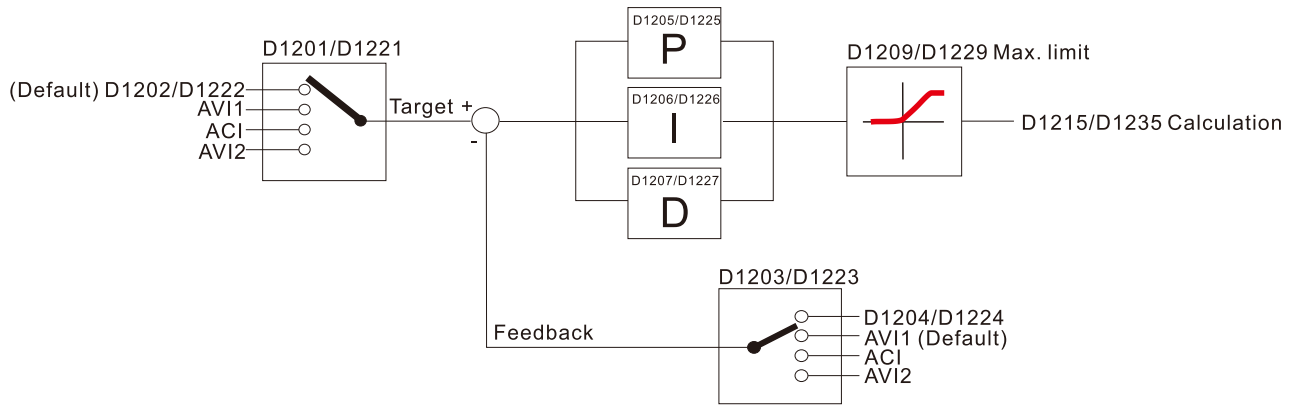 D1201/D1221
(Default) D1202/D1222
AVI1
ACI
AVI2
Target +
-
D1205/D1225
P
D1206/D1226
I
D1207/D1227
D
D1209/D1229 Max. limit
D1215/D1235 Calculation
Feedback
D1203/D1223
D1204/D1224
AVI1 (Default)
ACI
AVI2